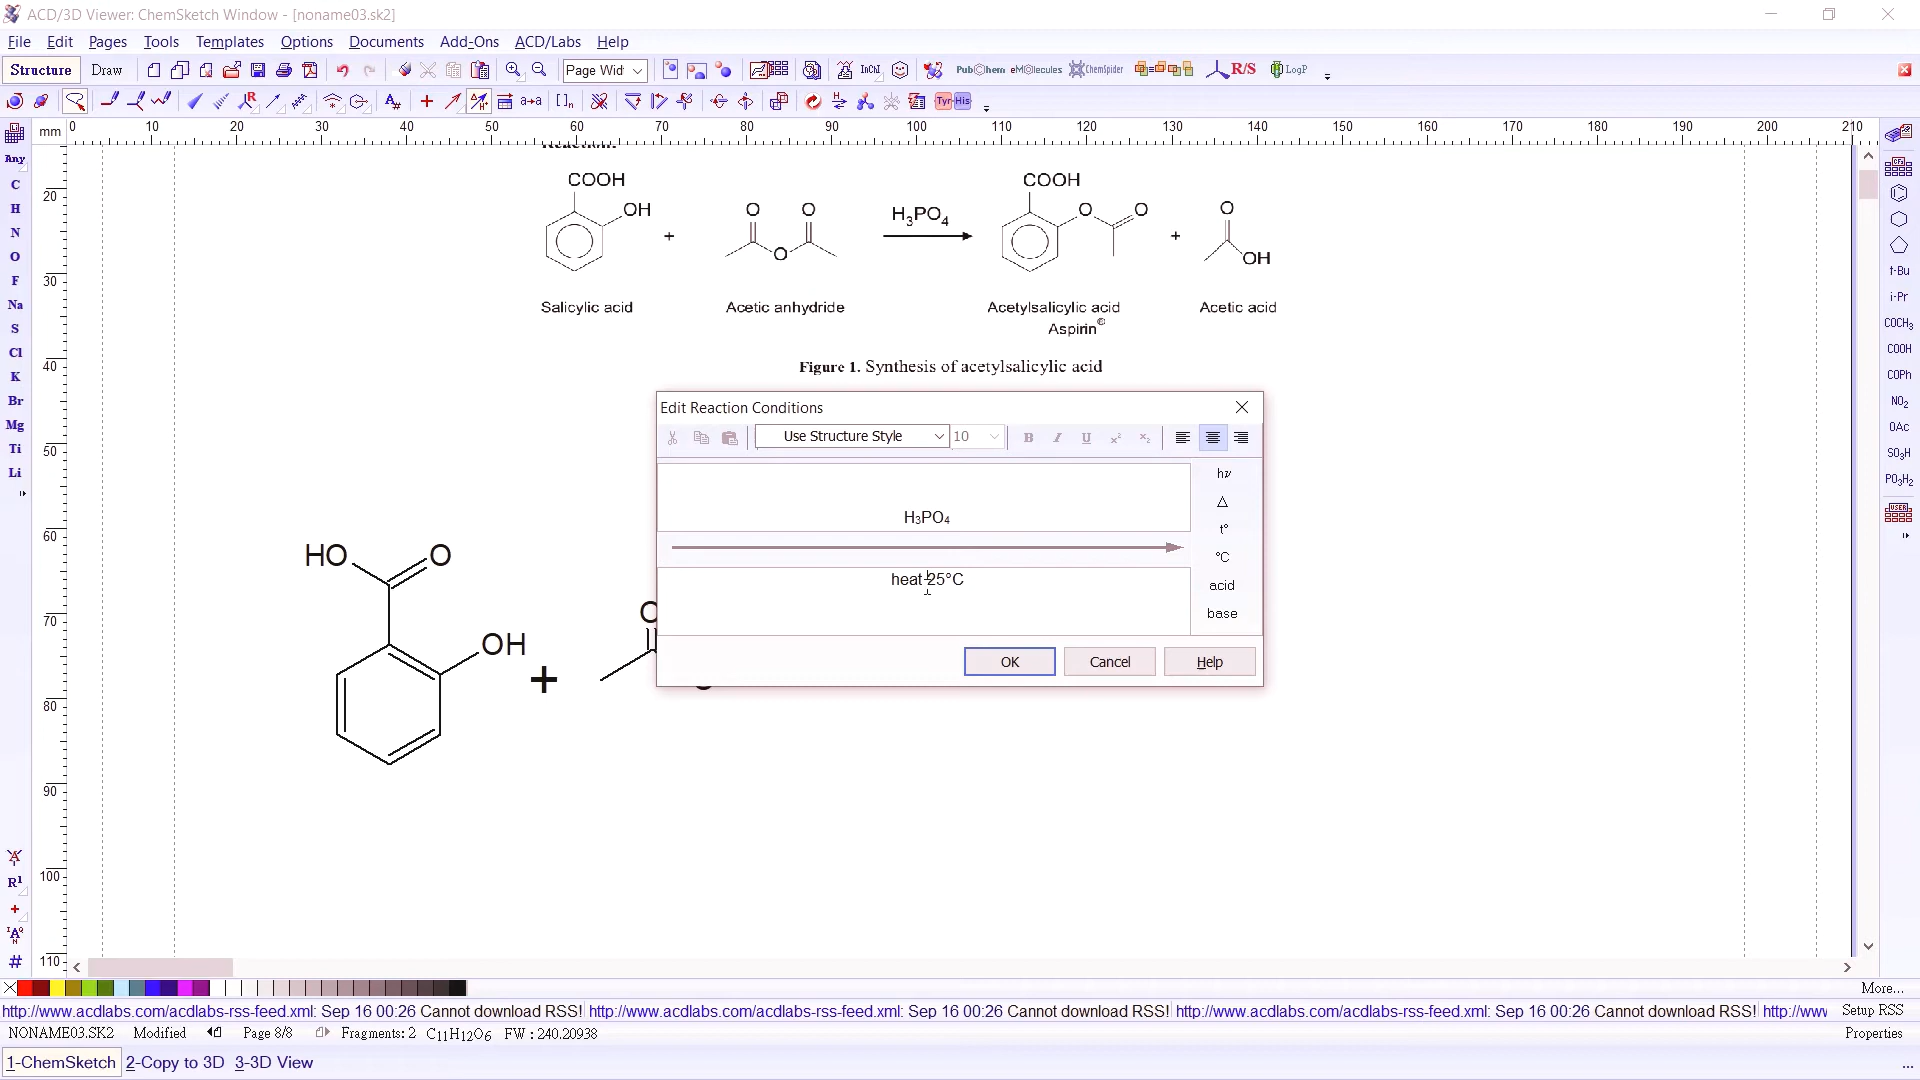 ACD/3D Viewer: ChemSketch Window - [noname03.sk2]
File Edit Pages Tools Templates Options Documents Add-Ons ACD/Labs Help
Structure Draw Page Wid InChI PubChem eMolecules ChemSpider R/S LogP
Tyr His
mm 0 10 20 30 40 50 60 70 80 90 100 110 120 130 140 150 160 170 180 190 200 210
Any
C
H
N
O
F
Na
S
Cl
K
Br
Mg
Ti
Li
R¹
#
20
30
40
50
60
70
80
90
100
110
COOH
OH
+
O O
O
H₃PO₄
COOH
O O
+
O
OH
Salicylic acid Acetic anhydride Acetylsalicylic acid Acetic acid
Aspirin®
Figure 1. Synthesis of acetylsalicylic acid
HO O
OH
+
O
Edit Reaction Conditions
Use Structure Style 10 B I U x² x₂
H₃PO₄
heat 25°C
hν
△
t°
°C
acid
base
OK Cancel Help
t-Bu
i-Pr
COCH₃
COOH
COPh
NO₂
OAc
SO₃H
PO₃H₂
USER
More...
http://www.acdlabs.com/acdlabs-rss-feed.xml: Sep 16 00:26 Cannot download RSS! http://www.acdlabs.com/acdlabs-rss-feed.xml: Sep 16 00:26 Cannot download RSS! http://www.acdlabs.com/acdlabs-rss-feed.xml: Sep 16 00:26 Cannot download RSS! http://www Setup RSS
NONAME03.SK2 Modified Page 8/8 Fragments: 2 C₁₁H₁₂O₆ FW : 240.20938 Properties
1-ChemSketch 2-Copy to 3D 3-3D View ...